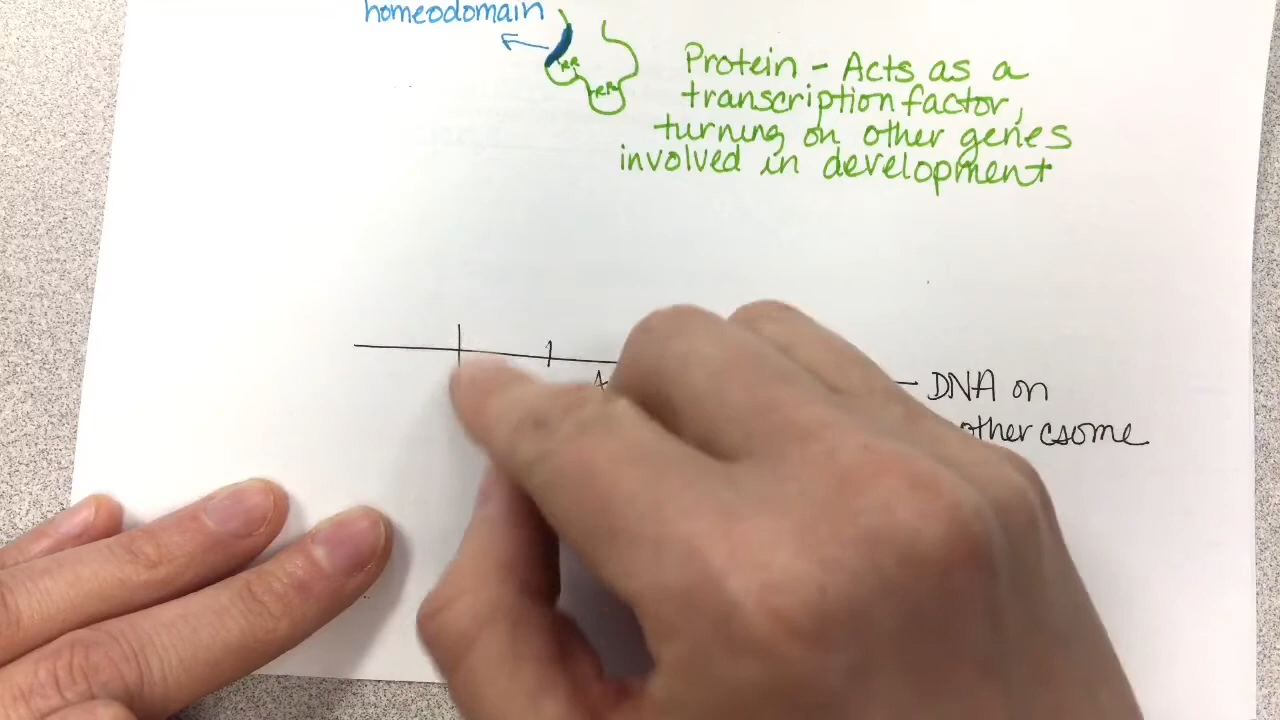 homeodomain
Protein - Acts as a
transcription factor,
turning on other genes
involved in development
DNA on
other csome